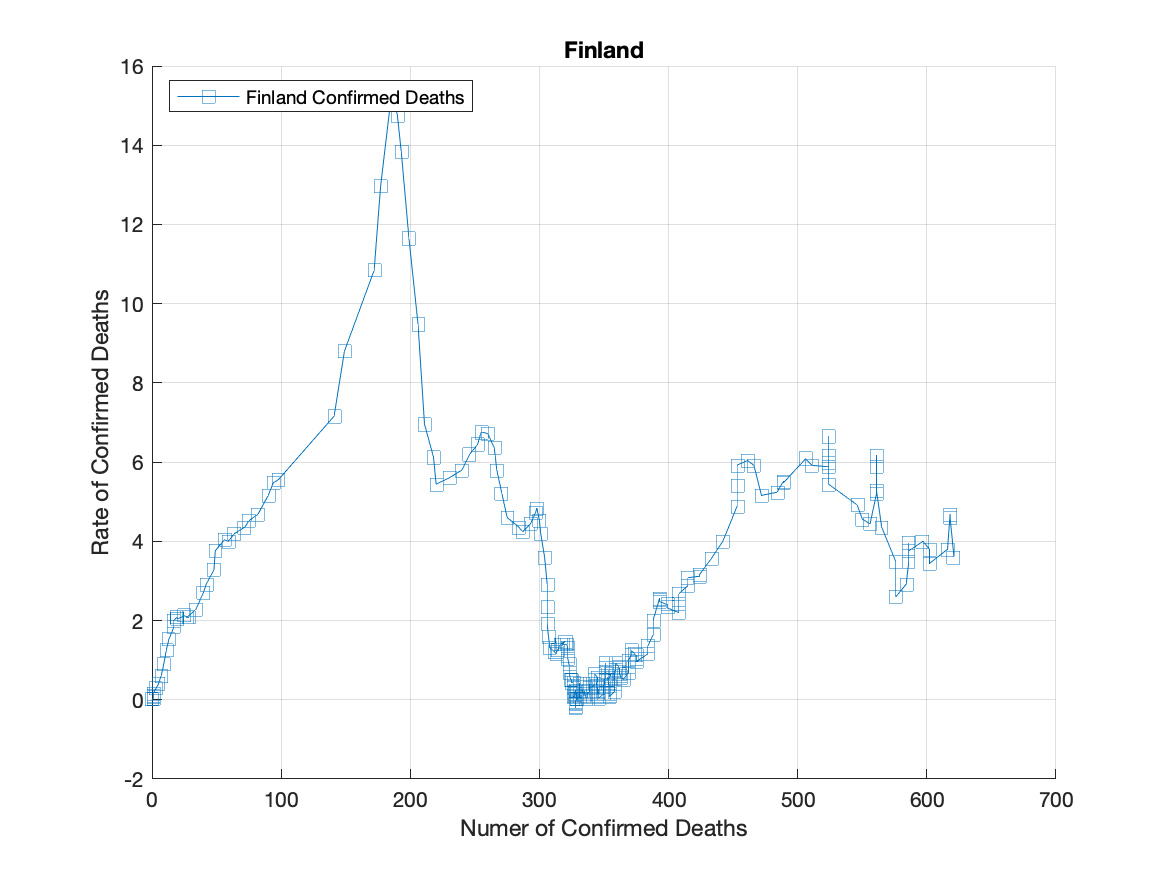 Finland
Finland Confirmed Deaths
16
14
12
10
8
6
4
2
0
-2
Rate of Confirmed Deaths
0 100 200 300 400 500 600 700
Numer of Confirmed Deaths